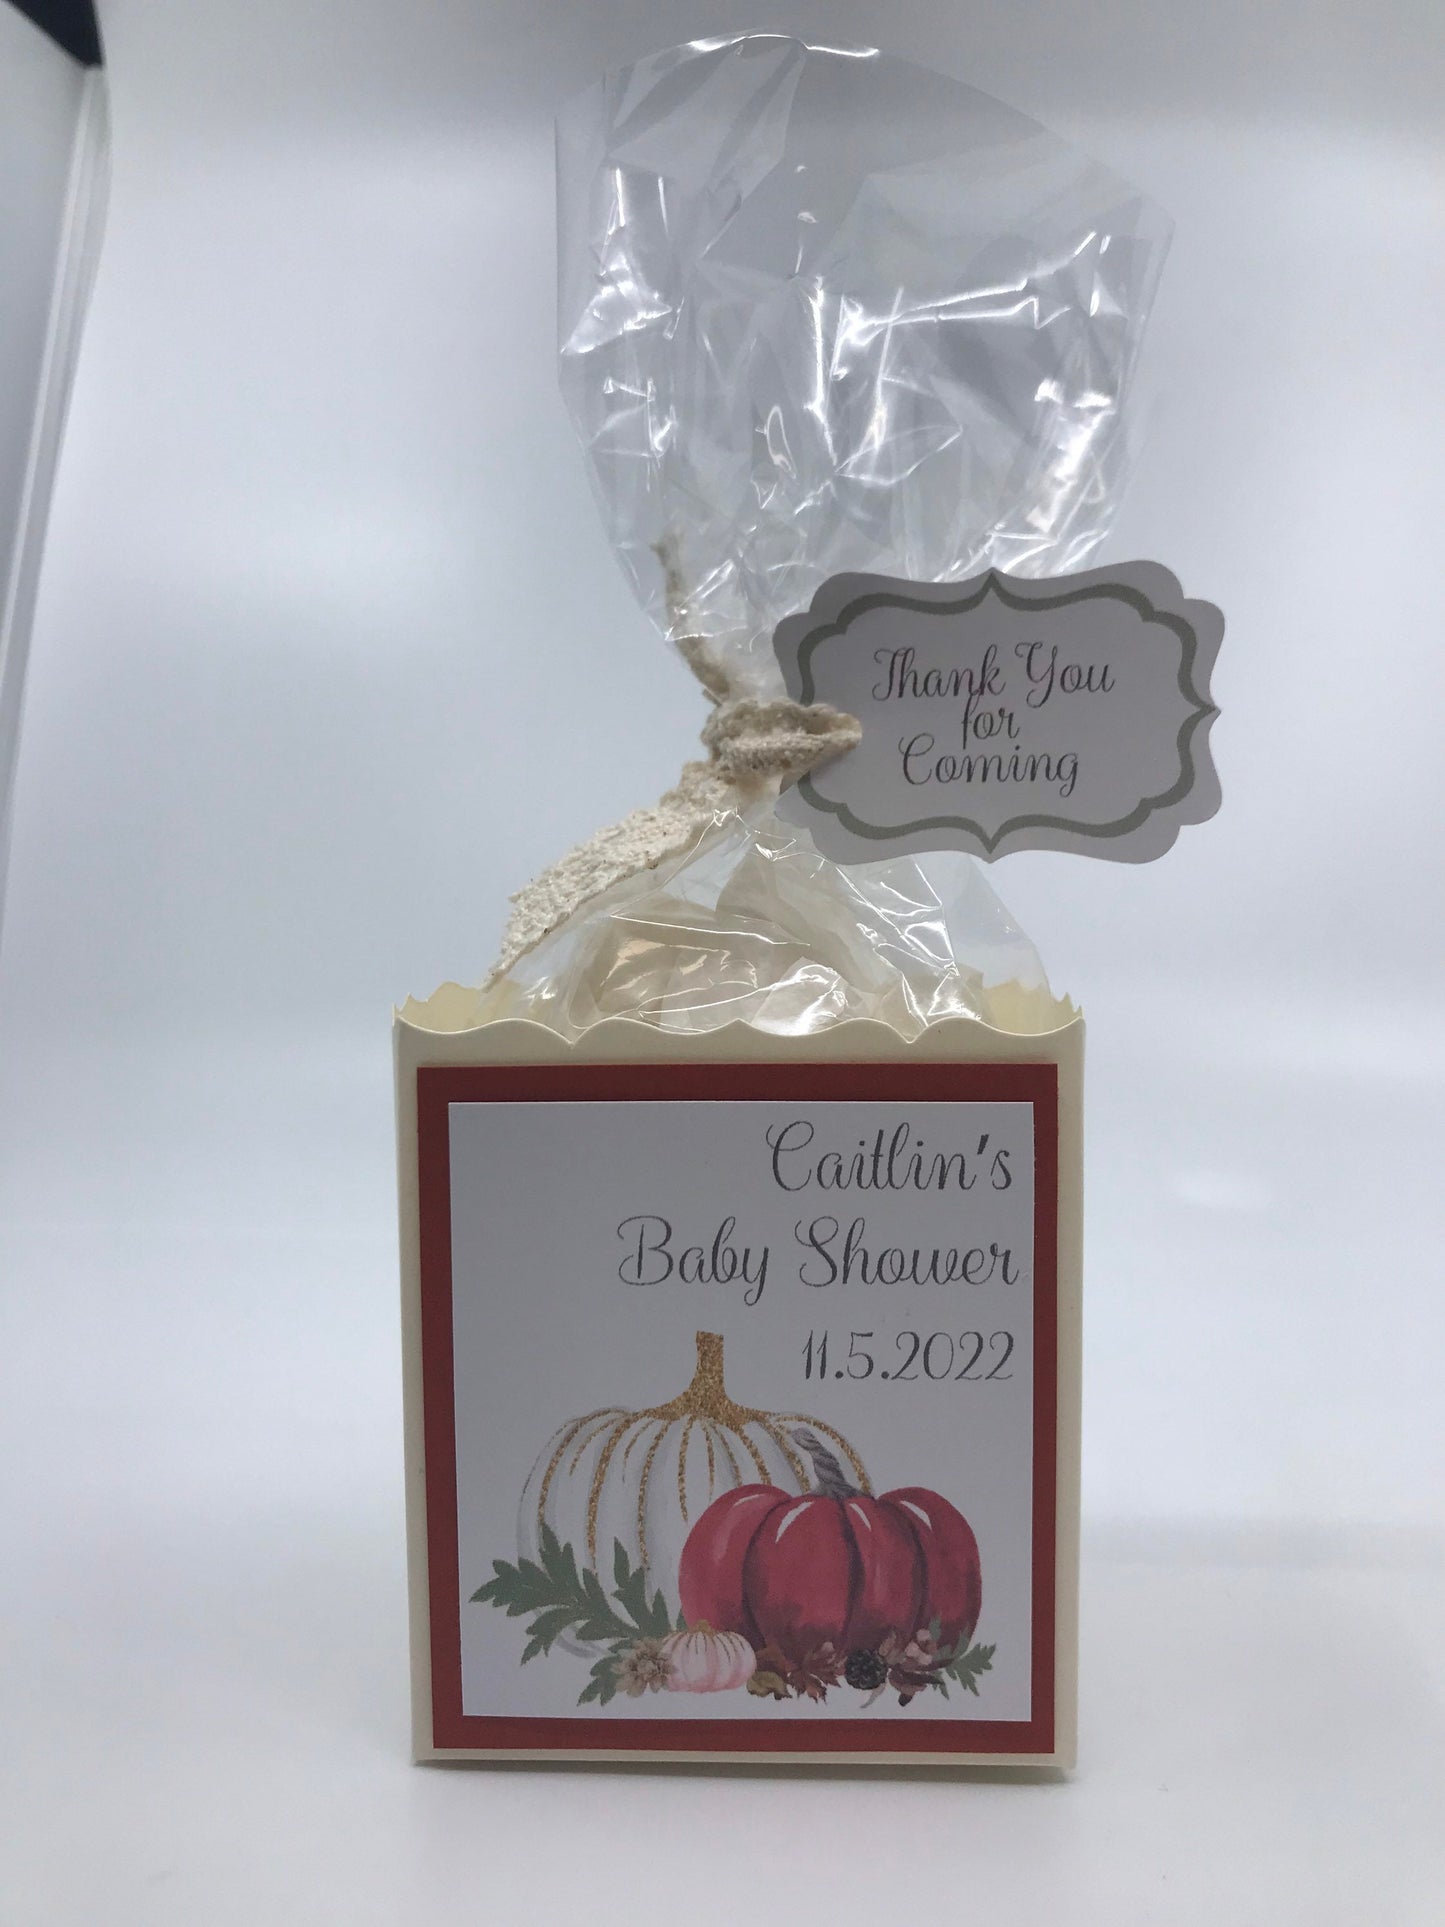 Thank You
for
Coming
Caitlin's
Baby Shower
11.5.2022